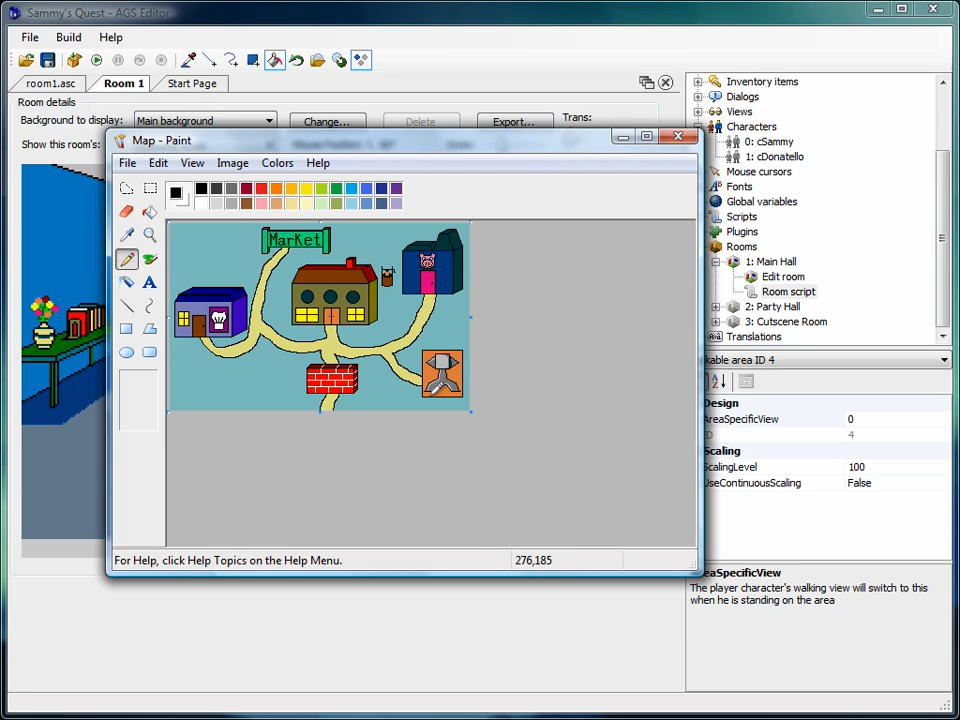 Sammy's Quest - AGS Editor
File Build Help
room1.asc Room 1 Start Page
Room details
Background to display: Main background Change... Delete Export... Trans:
Show this room's:
Map - Paint
File Edit View Image Colors Help
Market
For Help, click Help Topics on the Help Menu. 276,185
Inventory items
Dialogs
Views
Characters
0: cSammy
1: cDonatello
Mouse cursors
Fonts
Global variables
Scripts
Plugins
Rooms
1: Main Hall
Edit room
Room script
2: Party Hall
3: Cutscene Room
Translations
kable area ID 4
Design
AreaSpecificView 0
ID 4
Scaling
ScalingLevel 100
UseContinuousScaling False
AreaSpecificView
The player character's walking view will switch to this
when he is standing on the area